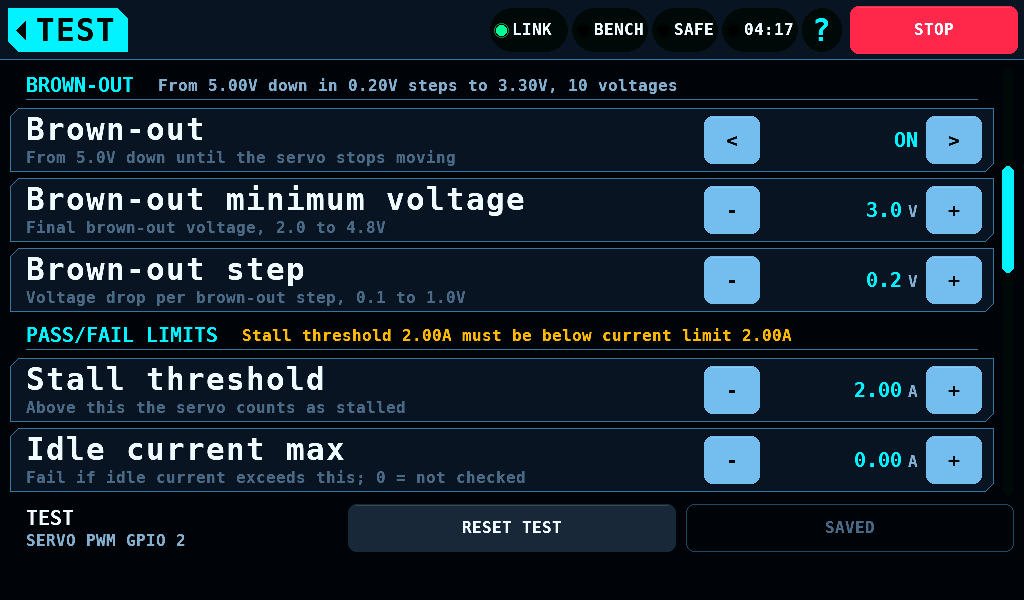 TEST LINK BENCH SAFE 04:17 ? STOP
BROWN-OUT From 5.00V down in 0.20V steps to 3.30V, 10 voltages
Brown-out
From 5.0V down until the servo stops moving
< ON >
Brown-out minimum voltage
Final brown-out voltage, 2.0 to 4.8V
- 3.0 V +
Brown-out step
Voltage drop per brown-out step, 0.1 to 1.0V
- 0.2 V +
PASS/FAIL LIMITS Stall threshold 2.00A must be below current limit 2.00A
Stall threshold
Above this the servo counts as stalled
- 2.00 A +
Idle current max
Fail if idle current exceeds this; 0 = not checked
- 0.00 A +
TEST
SERVO PWM GPIO 2
RESET TEST SAVED